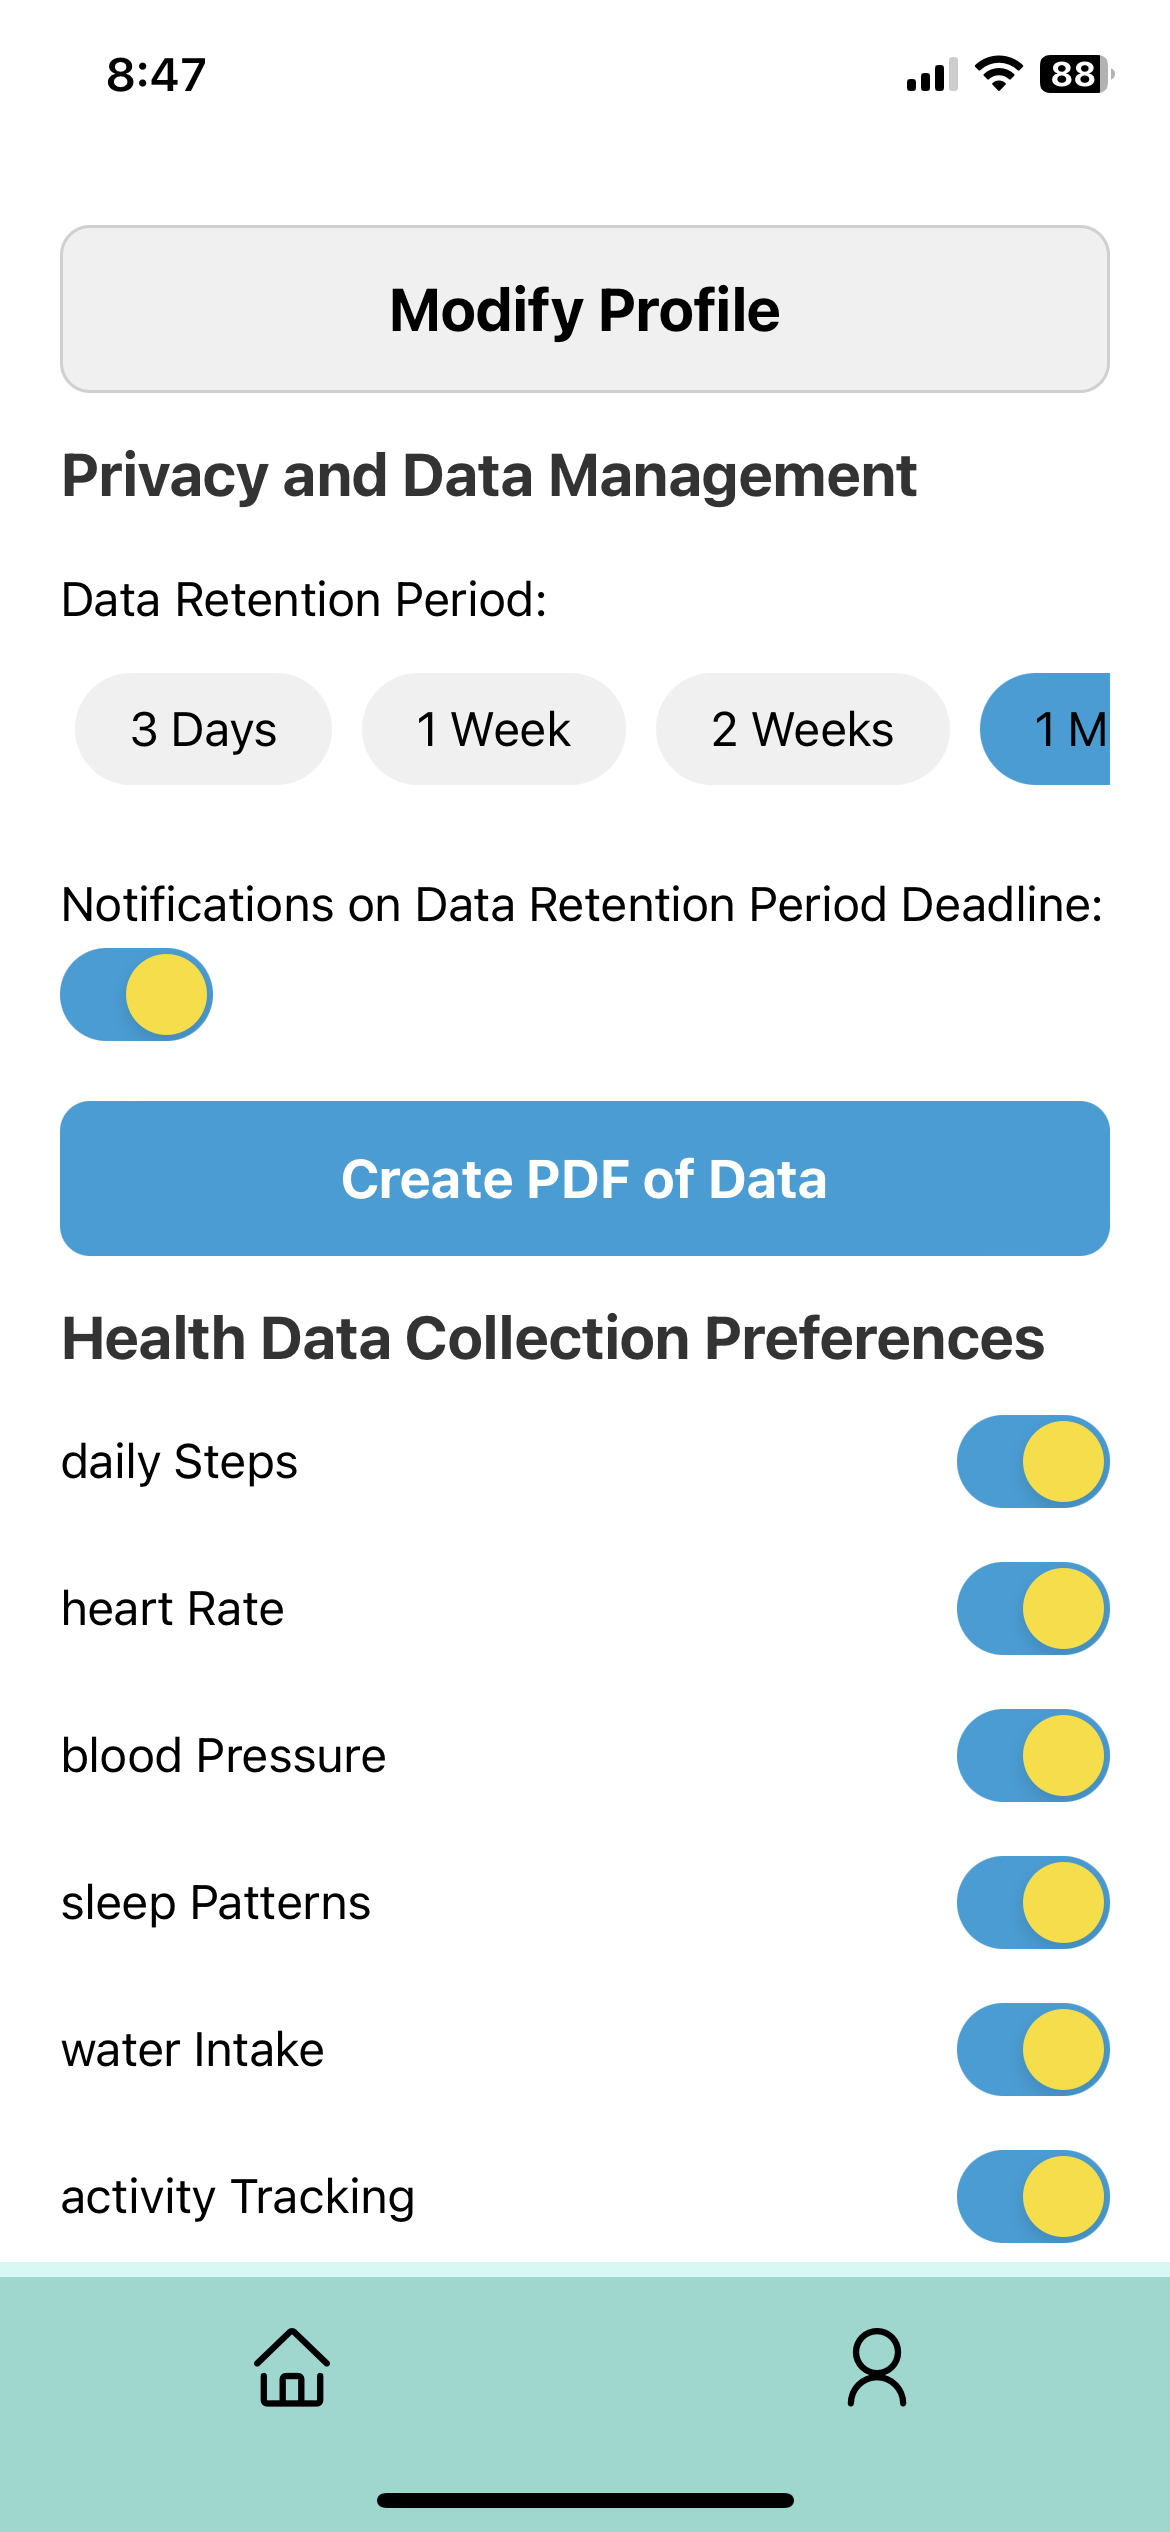 8:47
88
Modify Profile
Privacy and Data Management
Data Retention Period:
3 Days 1 Week 2 Weeks 1 M
Notifications on Data Retention Period Deadline:
Create PDF of Data
Health Data Collection Preferences
daily Steps
heart Rate
blood Pressure
sleep Patterns
water Intake
activity Tracking